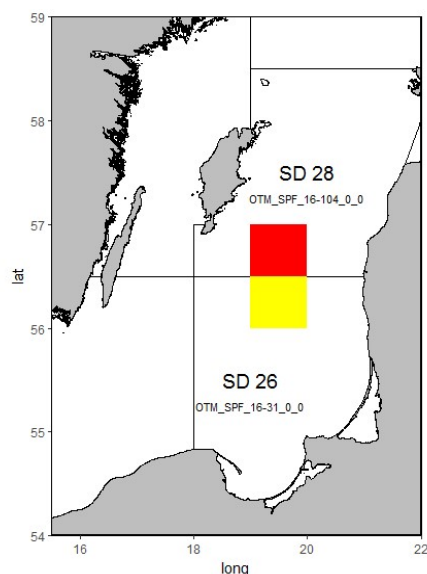 59
58
57
56
55
54
lat
SD 28
OTM_SPF_16-104_0_0
SD 26
OTM_SPF_16-31_0_0
16 18 20 22
long